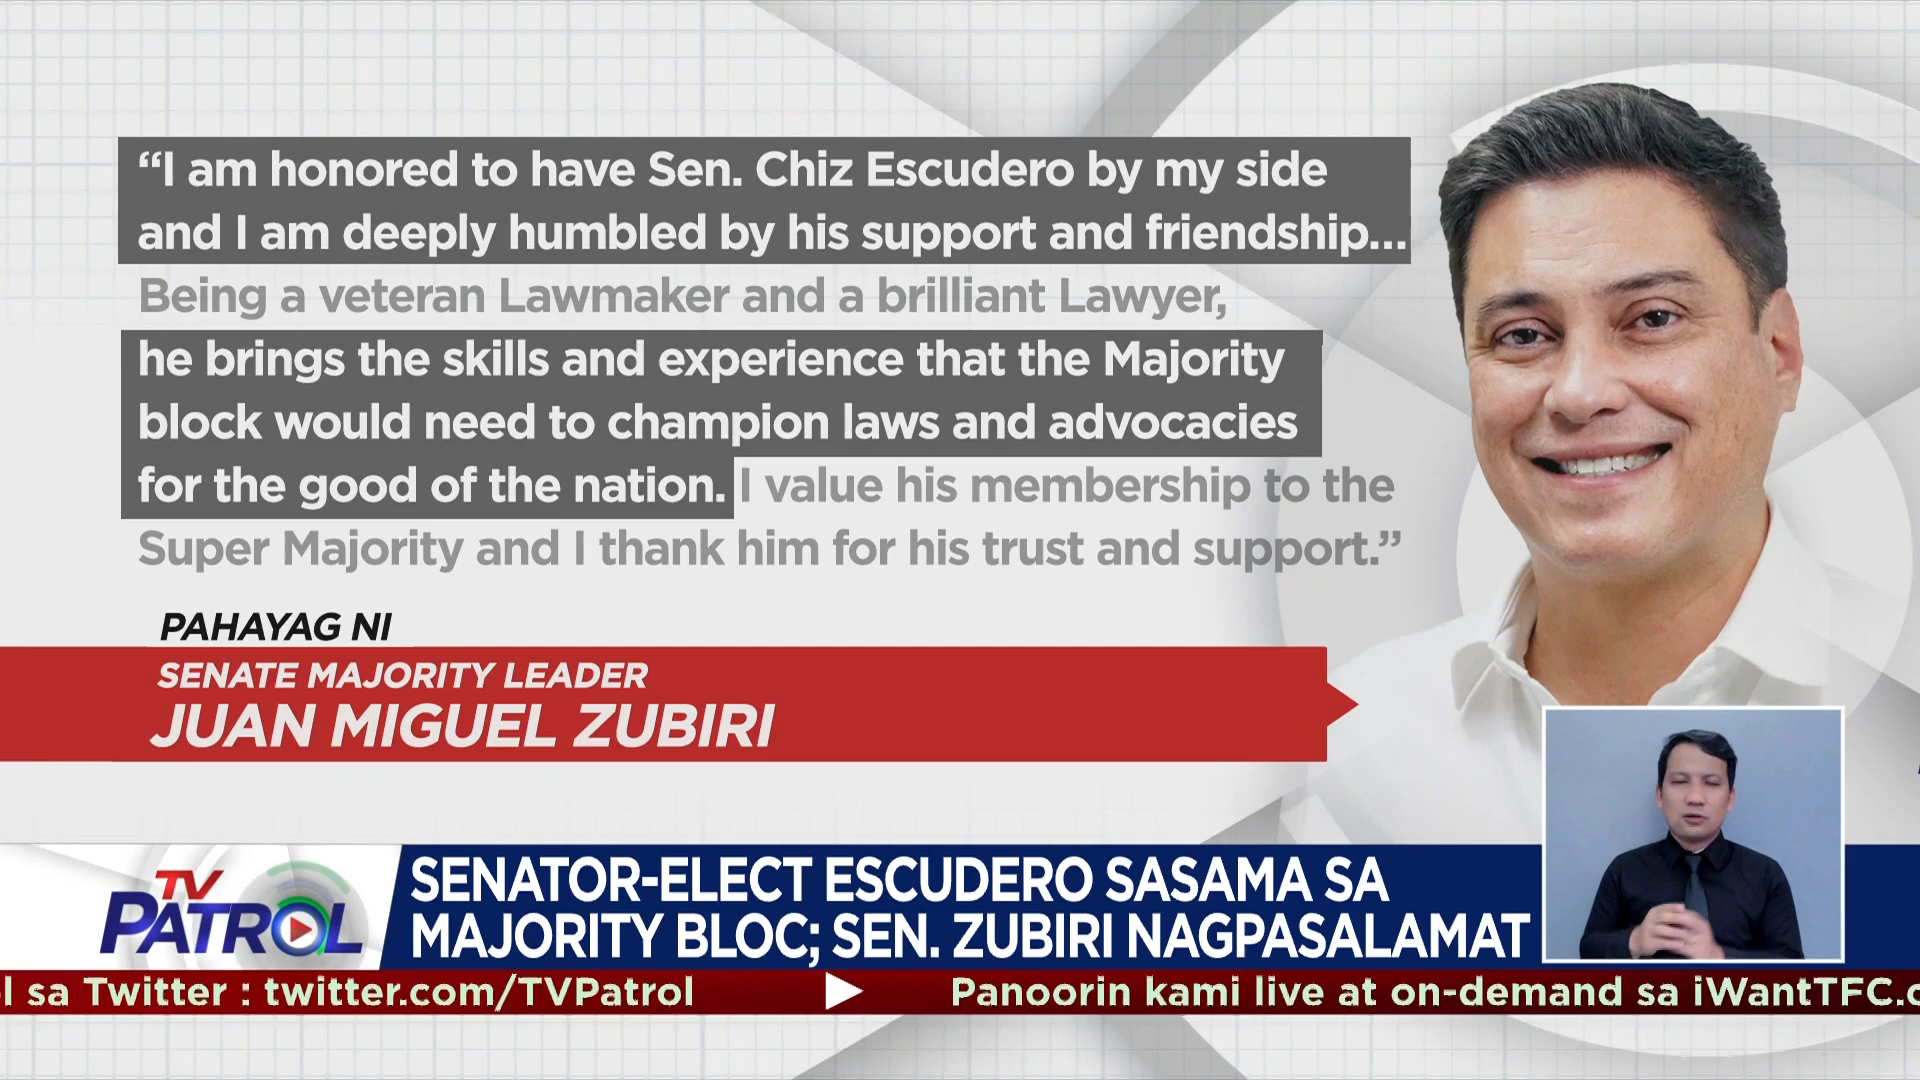 “I am honored to have Sen. Chiz Escudero by my side
and I am deeply humbled by his support and friendship...
Being a veteran Lawmaker and a brilliant Lawyer,
he brings the skills and experience that the Majority
block would need to champion laws and advocacies
for the good of the nation. I value his membership to the
Super Majority and I thank him for his trust and support.”
PAHAYAG NI
SENATE MAJORITY LEADER
JUAN MIGUEL ZUBIRI
TV
PATROL
SENATOR-ELECT ESCUDERO SASAMA SA
MAJORITY BLOC; SEN. ZUBIRI NAGPASALAMAT
sa Twitter : twitter.com/TVPatrol Panoorin kami live at on-demand sa iWantTFC.c